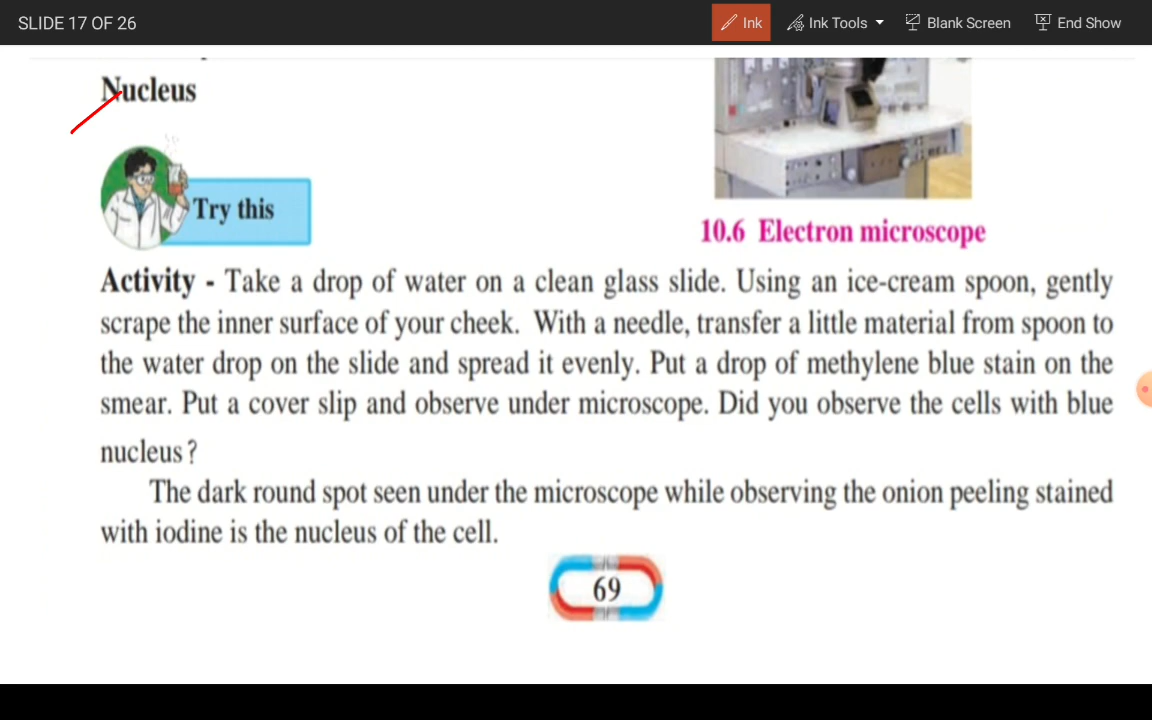 SLIDE 17 OF 26
Ink
Ink Tools
Blank Screen
End Show
Nucleus
Try this
10.6 Electron microscope
Activity - Take a drop of water on a clean glass slide. Using an ice-cream spoon, gently
scrape the inner surface of your cheek. With a needle, transfer a little material from spoon to
the water drop on the slide and spread it evenly. Put a drop of methylene blue stain on the
smear. Put a cover slip and observe under microscope. Did you observe the cells with blue
nucleus?
The dark round spot seen under the microscope while observing the onion peeling stained
with iodine is the nucleus of the cell.
69